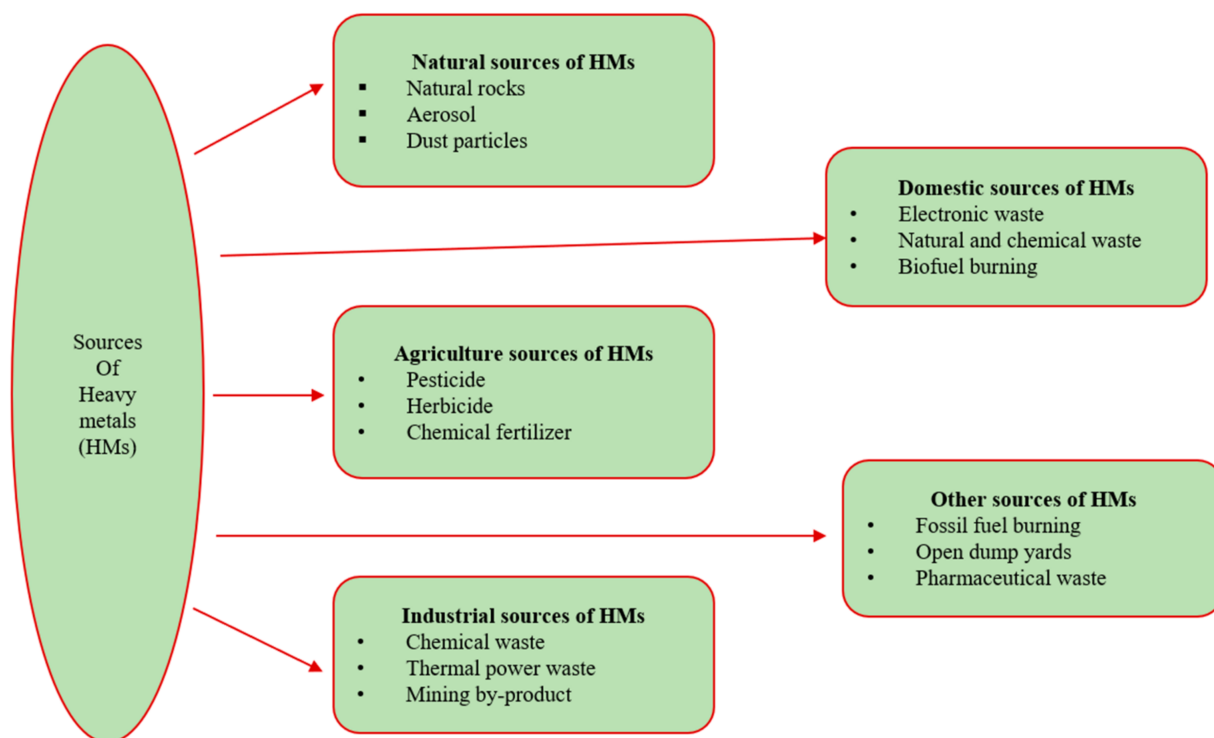 Sources
Of
Heavy
metals
(HMs)
Natural sources of HMs
▪ Natural rocks
▪ Aerosol
▪ Dust particles
Domestic sources of HMs
• Electronic waste
• Natural and chemical waste
• Biofuel burning
Agriculture sources of HMs
• Pesticide
• Herbicide
• Chemical fertilizer
Other sources of HMs
• Fossil fuel burning
• Open dump yards
• Pharmaceutical waste
Industrial sources of HMs
• Chemical waste
• Thermal power waste
• Mining by-product